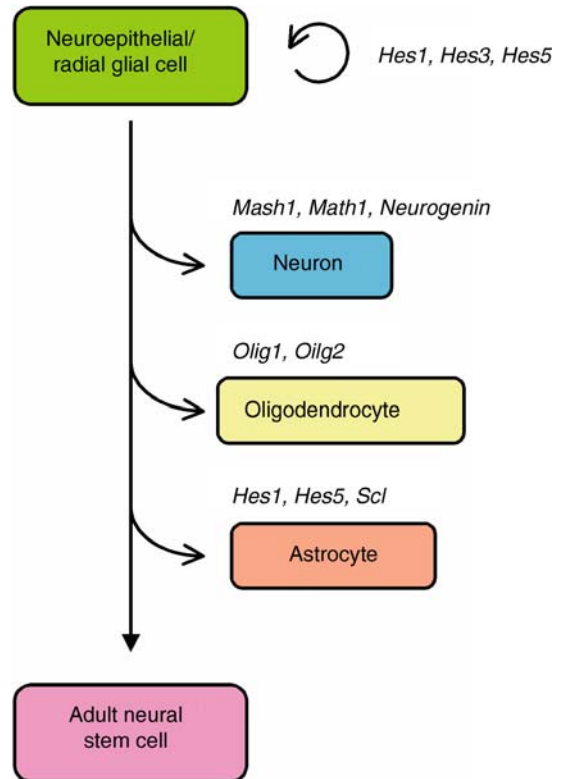 Neuroepithelial/
radial glial cell
Hes1, Hes3, Hes5
Mash1, Math1, Neurogenin
Neuron
Olig1, Oilg2
Oligodendrocyte
Hes1, Hes5, Scl
Astrocyte
Adult neural
stem cell